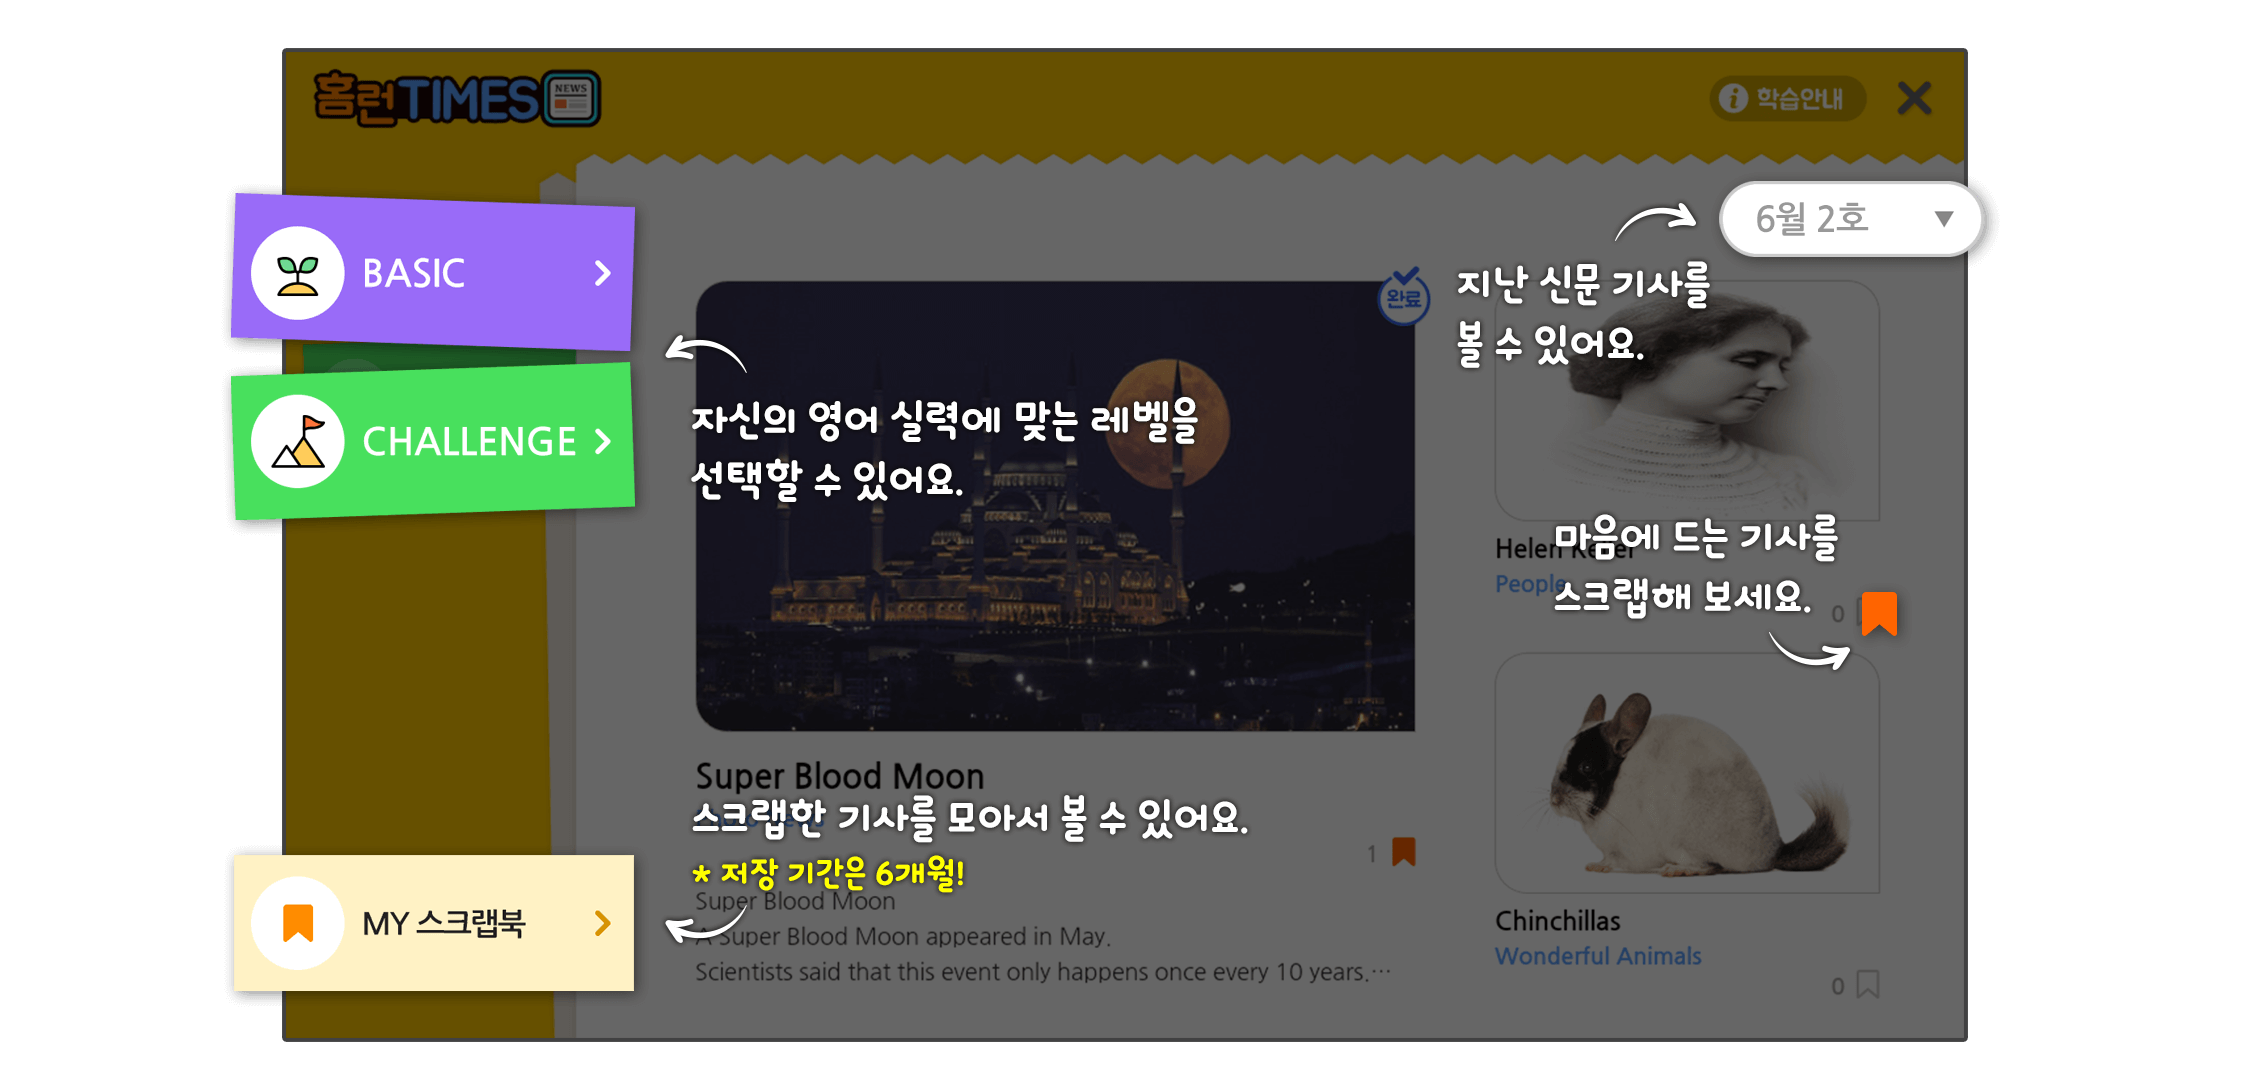 홈런TIMES
NEWS
학습안내
BASIC
CHALLENGE
MY 스크랩북
6월 2호
지난 신문 기사를
볼 수 있어요.
자신의 영어 실력에 맞는 레벨을
선택할 수 있어요.
완료
Helen Keller
People
마음에 드는 기사를
스크랩해 보세요.
0
Super Blood Moon
스크랩한 기사를 모아서 볼 수 있어요.
* 저장 기간은 6개월!
1
Super Blood Moon
A Super Blood Moon appeared in May.
Scientists said that this event only happens once every 10 years.…
Chinchillas
Wonderful Animals
0